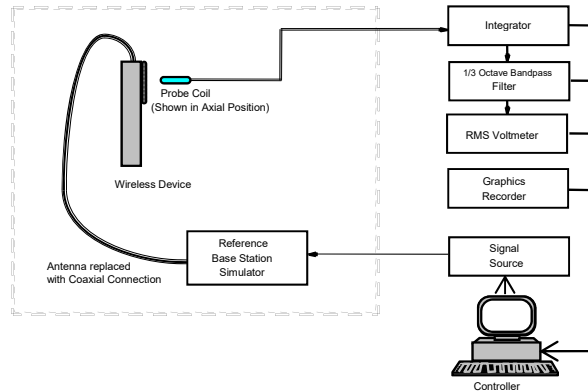 Integrator
Probe Coil
(Shown in Axial Position)
1/3 Octave Bandpass
Filter
RMS Voltmeter
Wireless Device
Graphics
Recorder
Reference
Base Station
Simulator
Signal
Source
Antenna replaced
with Coaxial Connection
Controller